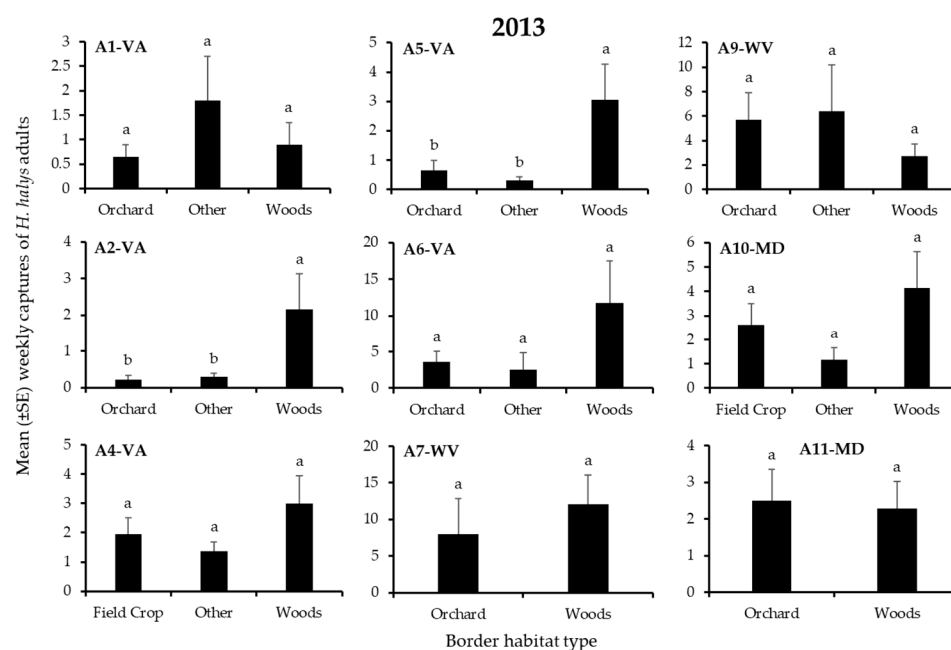 2013
Mean (±SE) weekly captures of H. halys adults
A1-VA
3
2.5
2
1.5
1
0.5
0
a
a
a
Orchard Other Woods
A5-VA
5
4
3
2
1
0
b
b
a
Orchard Other Woods
A9-WV
12
10
8
6
4
2
0
a
a
a
Orchard Other Woods
A2-VA
4
3
2
1
0
b
b
a
Orchard Other Woods
A6-VA
20
15
10
5
0
a
a
a
Orchard Other Woods
A10-MD
6
5
4
3
2
1
0
a
a
a
Field Crop Other Woods
A4-VA
5
4
3
2
1
0
a
a
a
Field Crop Other Woods
A7-WV
20
15
10
5
0
a
a
Orchard Woods
A11-MD
4
3
2
1
0
a
a
Orchard Woods
Border habitat type